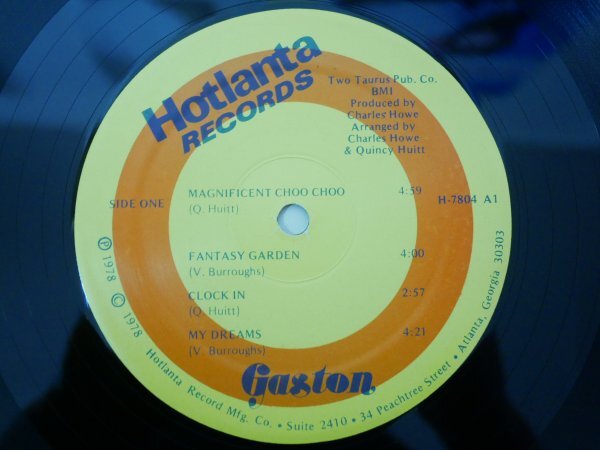 Hotlanta
RECORDS
Two Taurus Pub. Co.
BMI
Produced by
Charles Howe
Arranged by
Charles Howe
& Quincy Huitt
SIDE ONE
H-7804 A1
MAGNIFICENT CHOO CHOO 4:59
(Q. Huitt)
FANTASY GARDEN 4:00
(V. Burroughs)
CLOCK IN 2:57
(Q. Huitt)
MY DREAMS 4:21
(V. Burroughs)
Gaston
℗ 1978 © 1978 Hotlanta Record Mfg. Co. • Suite 2410 • 34 Peachtree Street • Atlanta, Georgia 30303